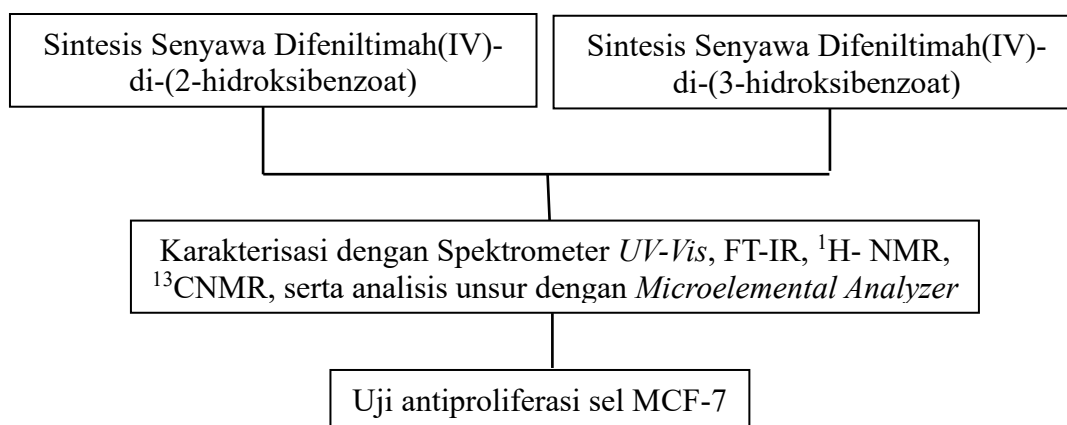 Sintesis Senyawa Difeniltimah(IV)-
di-(2-hidroksibenzoat)
Sintesis Senyawa Difeniltimah(IV)-
di-(3-hidroksibenzoat)
Karakterisasi dengan Spektrometer UV-Vis, FT-IR, ¹H- NMR,
¹³CNMR, serta analisis unsur dengan Microelemental Analyzer
Uji antiproliferasi sel MCF-7